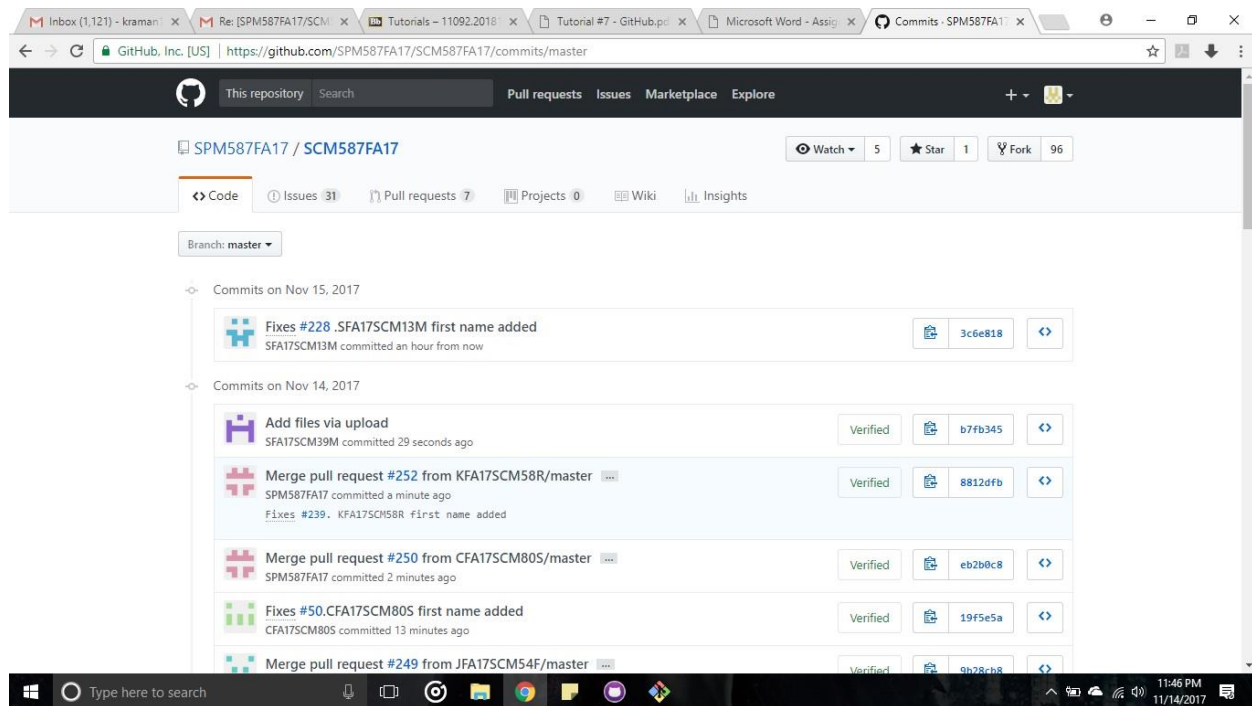 Inbox (1,121) - kraman
Re: [SPM587FA17/SCM
Tutorials – 11092.2018
Tutorial #7 - GitHub.pd
Microsoft Word - Assig
Commits · SPM587FA17
GitHub, Inc. [US] | https://github.com/SPM587FA17/SCM587FA17/commits/master
This repository Search Pull requests Issues Marketplace Explore
SPM587FA17 / SCM587FA17 Watch 5 Star 1 Fork 96
Code Issues 31 Pull requests 7 Projects 0 Wiki Insights
Branch: master
Commits on Nov 15, 2017
Fixes #228 .SFA17SCM13M first name added
SFA17SCM13M committed an hour from now
3c6e818
Commits on Nov 14, 2017
Add files via upload
SFA17SCM39M committed 29 seconds ago
Verified b7fb345
Merge pull request #252 from KFA17SCM58R/master ...
SPM587FA17 committed a minute ago
Fixes #239. KFA17SCM58R first name added
Verified 8812dfb
Merge pull request #250 from CFA17SCM80S/master ...
SPM587FA17 committed 2 minutes ago
Verified eb2b0c8
Fixes #50.CFA17SCM80S first name added
CFA17SCM80S committed 13 minutes ago
Verified 19f5e5a
Merge pull request #249 from JFA17SCM54F/master ...
Verified 9b28cb8
Type here to search
11:46 PM
11/14/2017